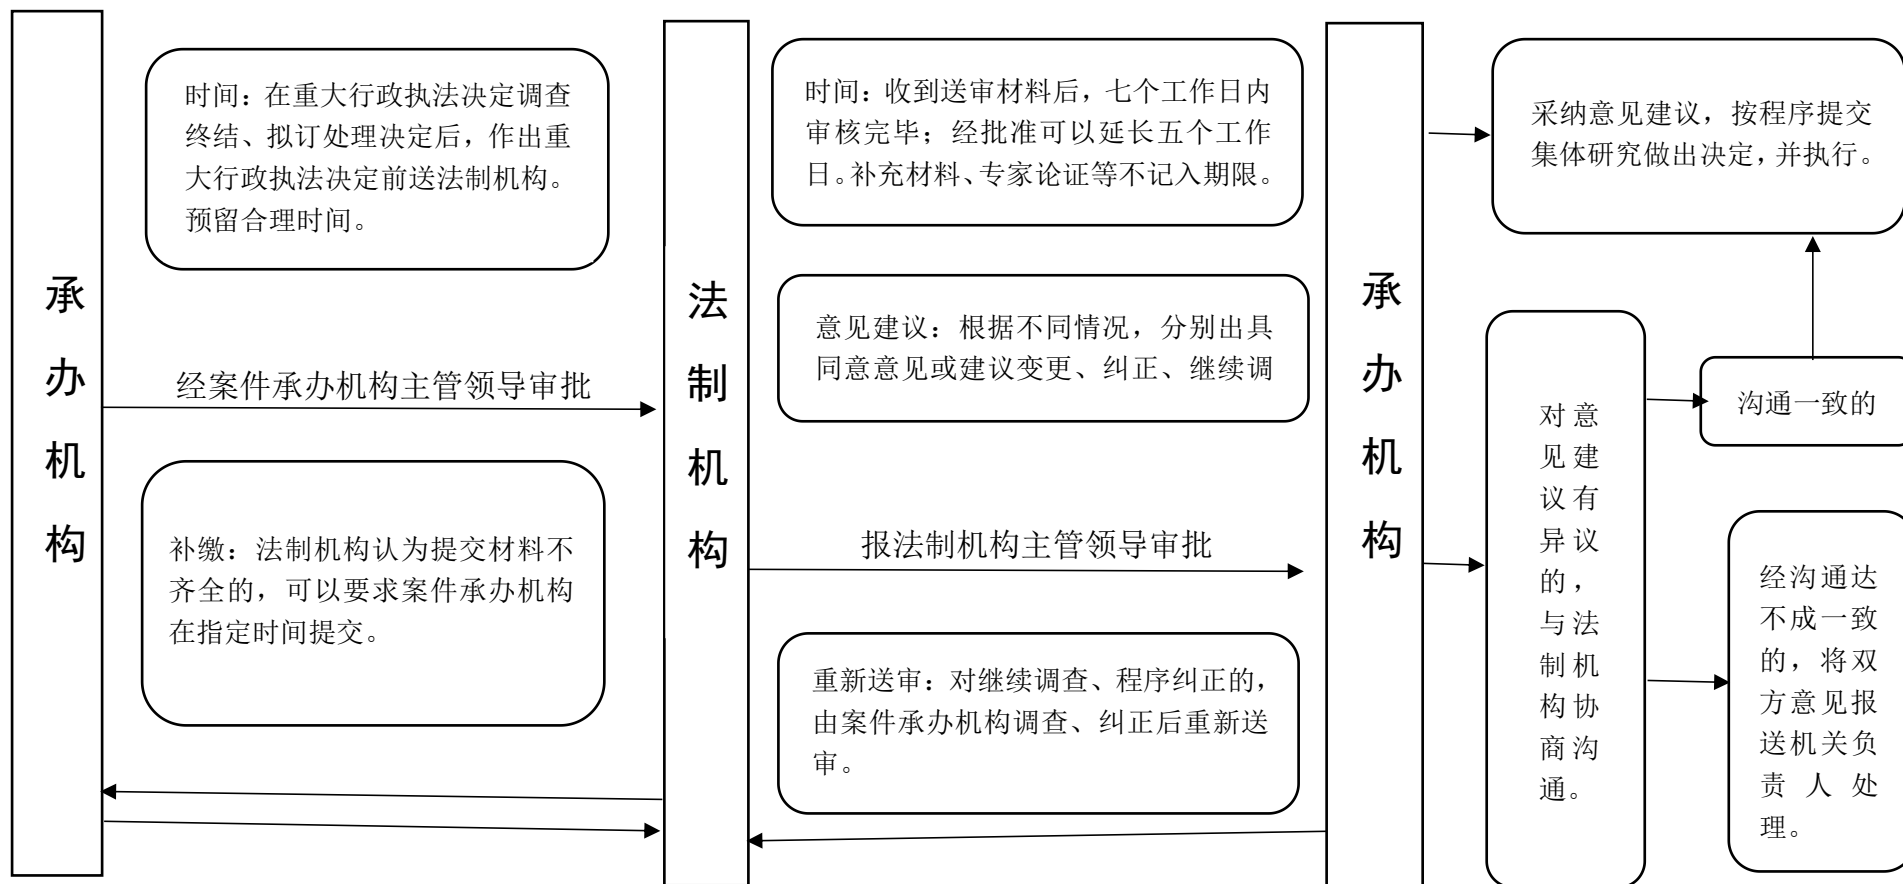 承
办
机
构
时间：在重大行政执法决定调查
终结、拟订处理决定后，作出重
大行政执法决定前送法制机构。
预留合理时间。
经案件承办机构主管领导审批
补缴：法制机构认为提交材料不
齐全的，可以要求案件承办机构
在指定时间提交。
法
制
机
构
时间：收到送审材料后，七个工作日内
审核完毕；经批准可以延长五个工作
日。补充材料、专家论证等不记入期限。
意见建议：根据不同情况，分别出具
同意意见或建议变更、纠正、继续调
报法制机构主管领导审批
重新送审：对继续调查、程序纠正的，
由案件承办机构调查、纠正后重新送
审。
承
办
机
构
采纳意见建议，按程序提交
集体研究做出决定，并执行。
对意
见建
议有
异议
的，
与法
制机
构协
商沟
通。
沟通一致的
经沟通达
不成一致
的，将双
方意见报
送机关负
责人处
理。